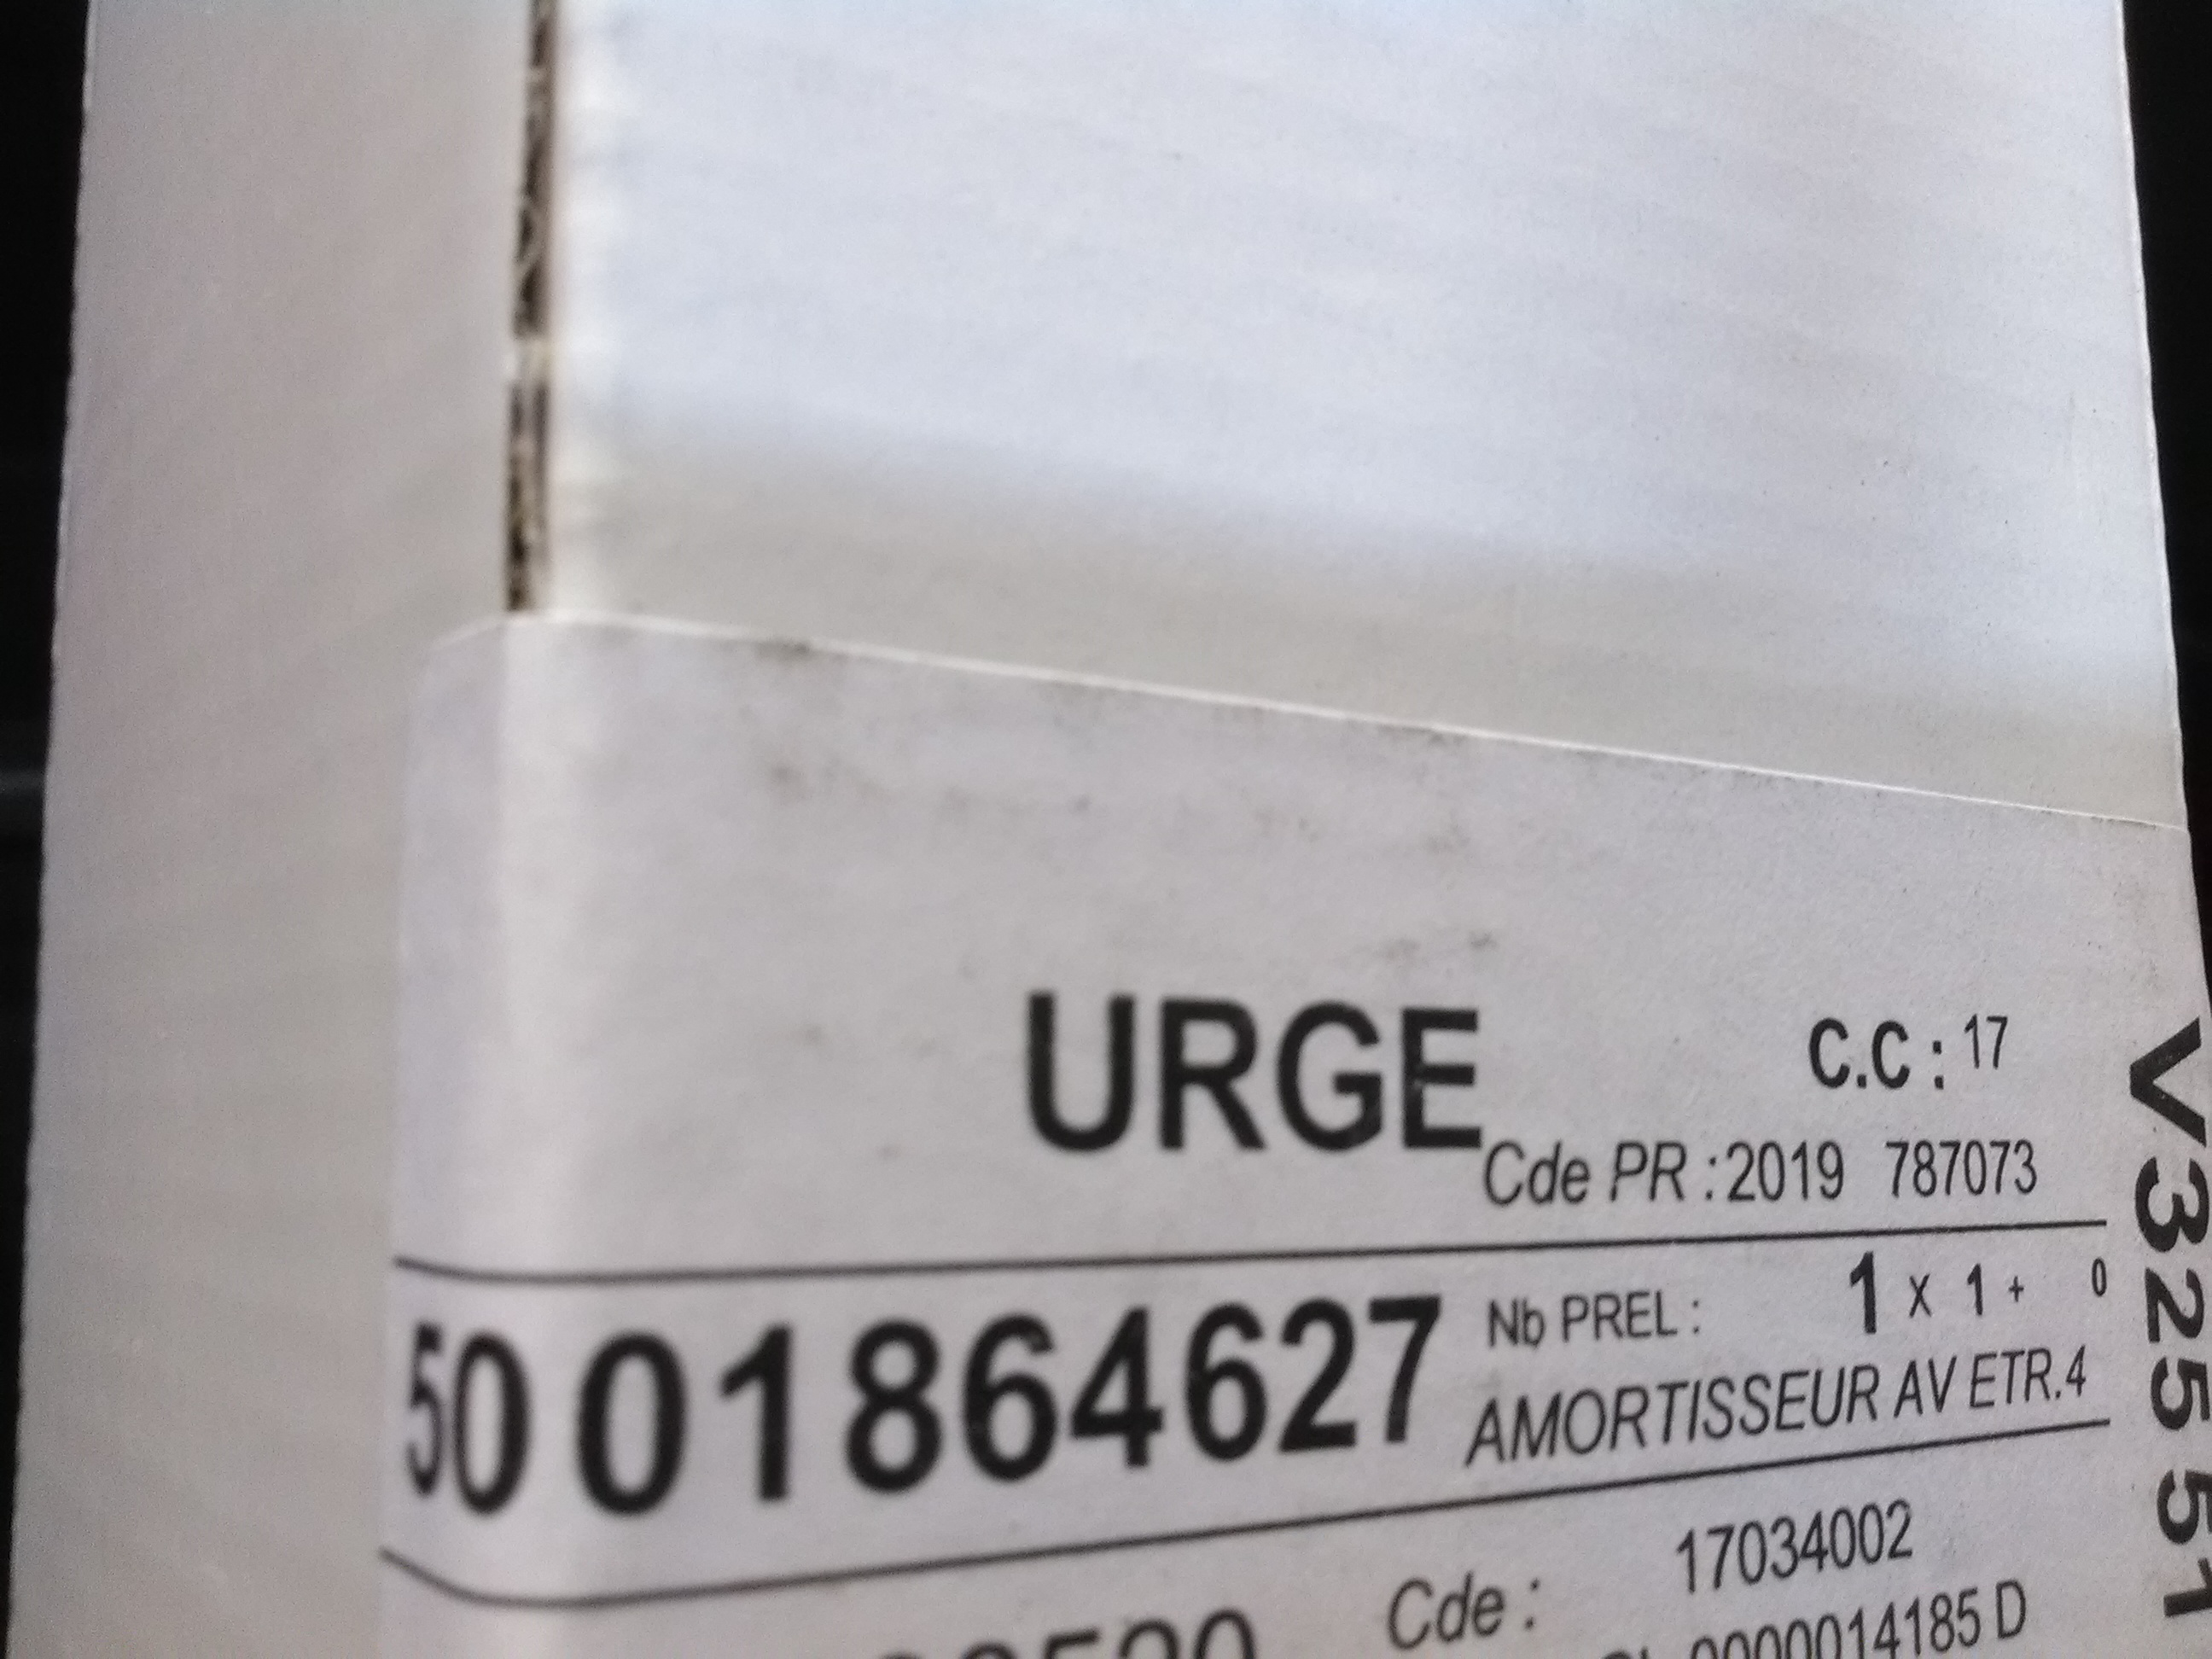 URGE
C.C : 17
Cde PR : 2019 787073
50 01864627
Nb PREL : 1 x 1 + 0
AMORTISSEUR AV ETR.4
Cde : 17034002
0000014185 D
V325 51